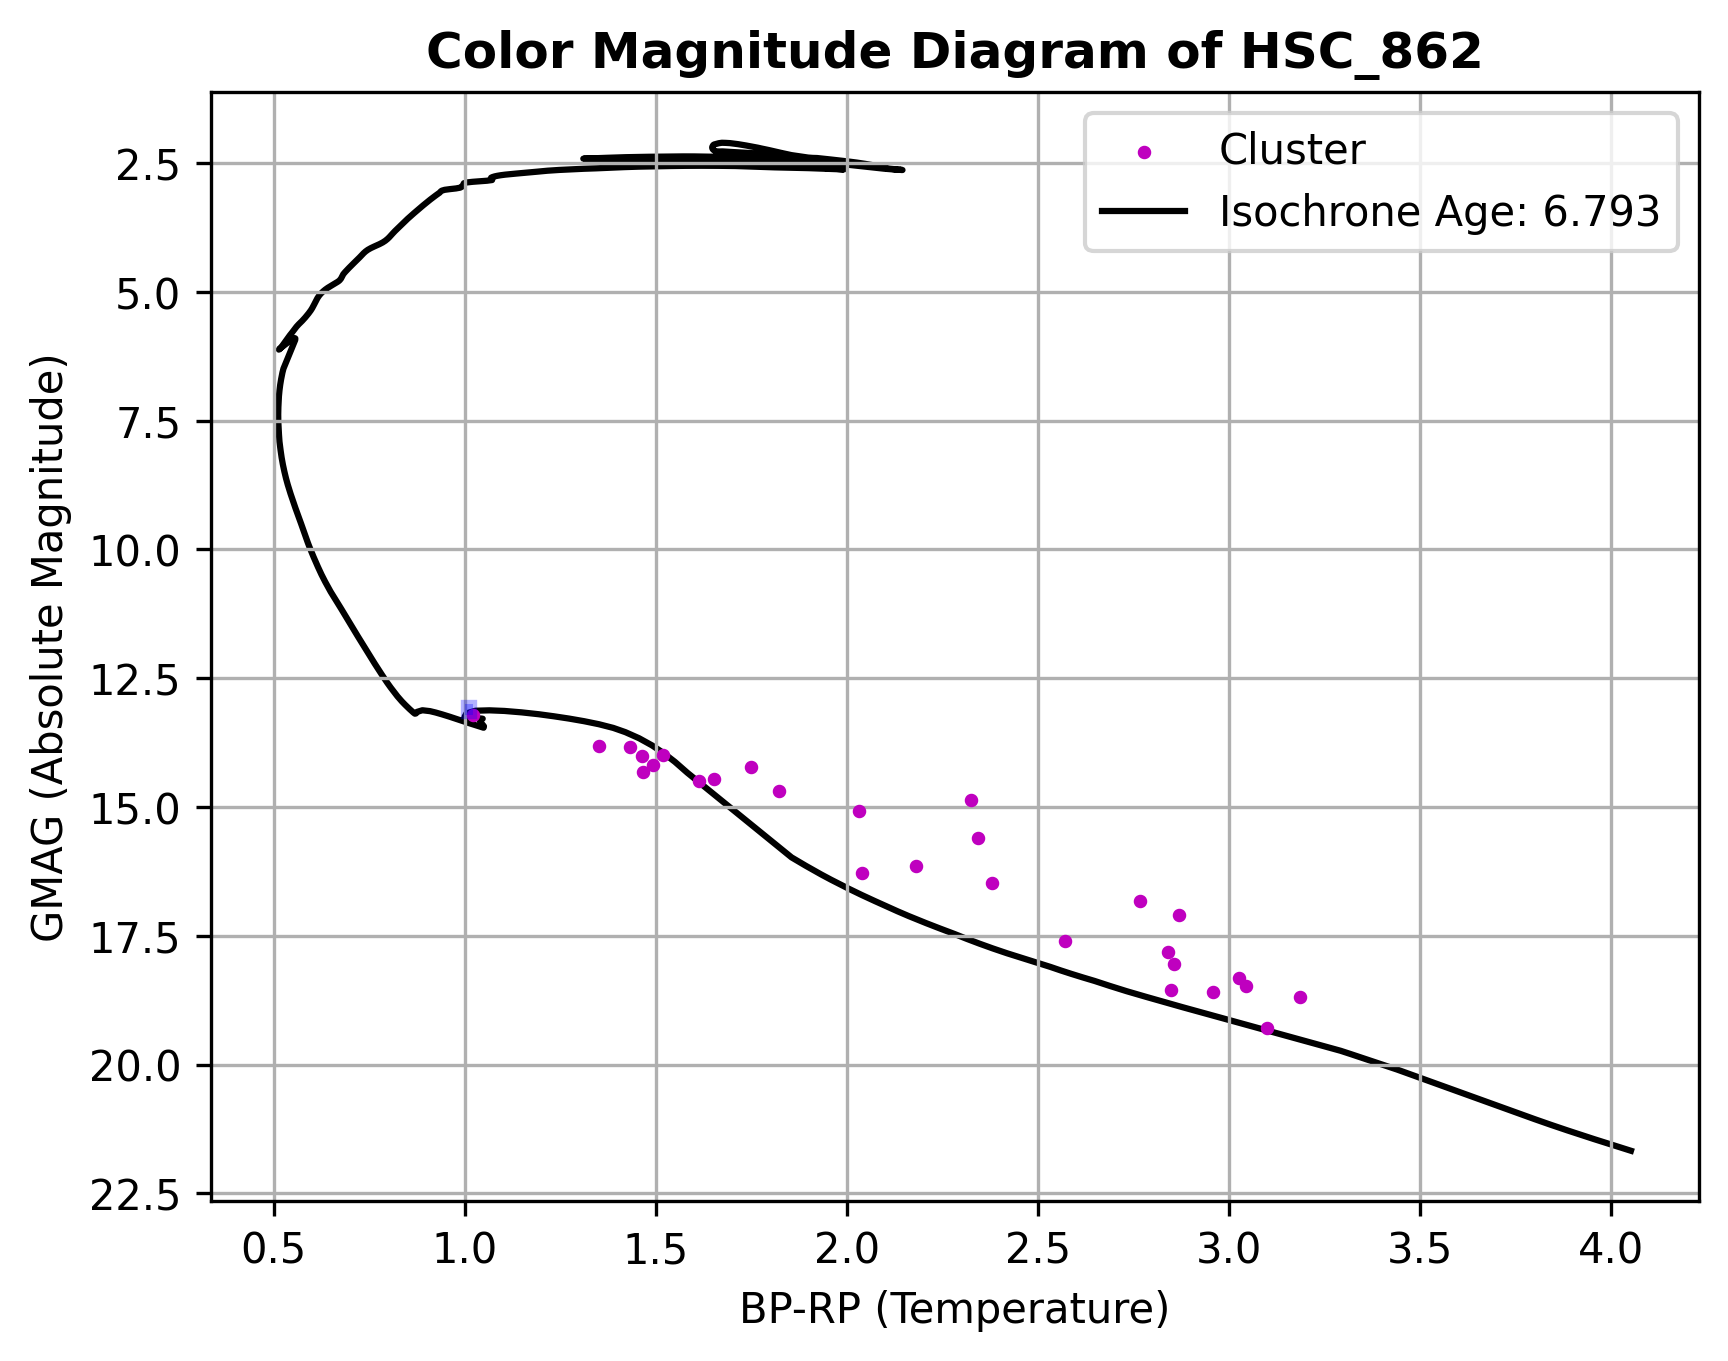 Color Magnitude Diagram of HSC_862
Cluster
Isochrone Age: 6.793
GMAG (Absolute Magnitude)
2.5
5.0
7.5
10.0
12.5
15.0
17.5
20.0
22.5
0.5 1.0 1.5 2.0 2.5 3.0 3.5 4.0
BP-RP (Temperature)